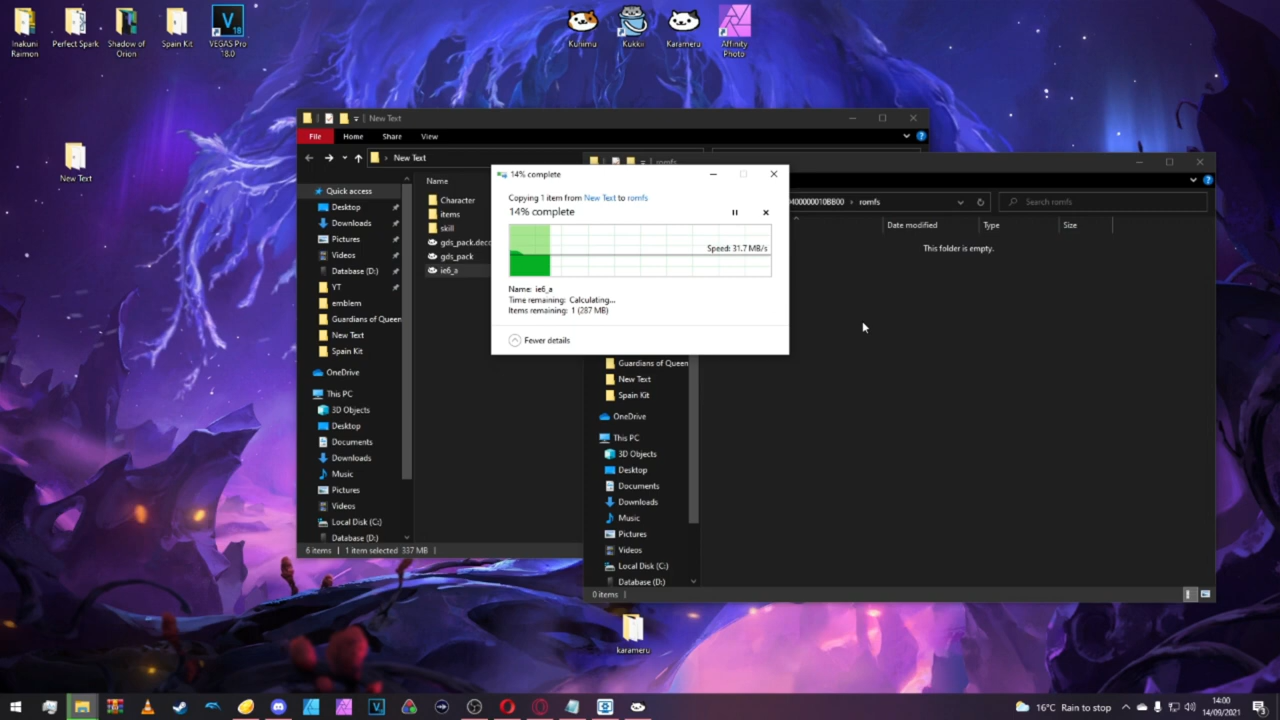 Inakuni Raimon
Perfect Spark
Shadow of Orion
Spain Kit
VEGAS Pro 18.0
Kunimu
Kukkii
Karameru
Affinity Photo
New Text
New Text
File Home Share View
New Text
Quick access
Desktop
Downloads
Pictures
Videos
Database (D:)
YT
emblem
Guardians of Queen
New Text
Spain Kit
OneDrive
This PC
3D Objects
Desktop
Documents
Downloads
Music
Pictures
Videos
Local Disk (C:)
Database (D:)
Name
Character
items
skill
gds_pack.deco
gds_pack
ie6_a
6 items 1 item selected 337 MB
14% complete
Copying 1 item from New Text to romfs
14% complete
Speed: 31.7 MB/s
Name: ie6_a
Time remaining: Calculating...
Items remaining: 1 (287 MB)
Fewer details
romfs
romfs
Search romfs
Date modified Type Size
This folder is empty.
Guardians of Queen
New Text
Spain Kit
OneDrive
This PC
3D Objects
Desktop
Documents
Downloads
Music
Pictures
Videos
Local Disk (C:)
Database (D:)
0 items
karameru
16°C Rain to stop
14:00
14/09/2021
3